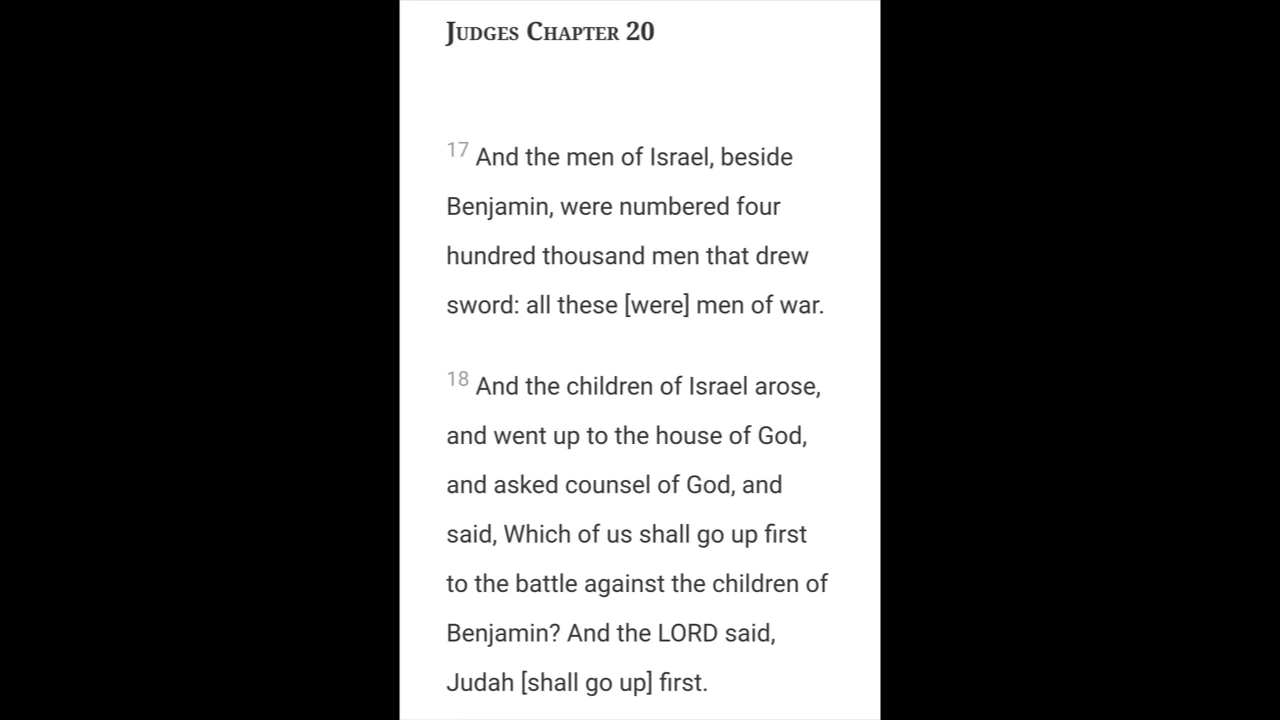 Judges Chapter 20
17 And the men of Israel, beside
Benjamin, were numbered four
hundred thousand men that drew
sword: all these [were] men of war.
18 And the children of Israel arose,
and went up to the house of God,
and asked counsel of God, and
said, Which of us shall go up first
to the battle against the children of
Benjamin? And the LORD said,
Judah [shall go up] first.